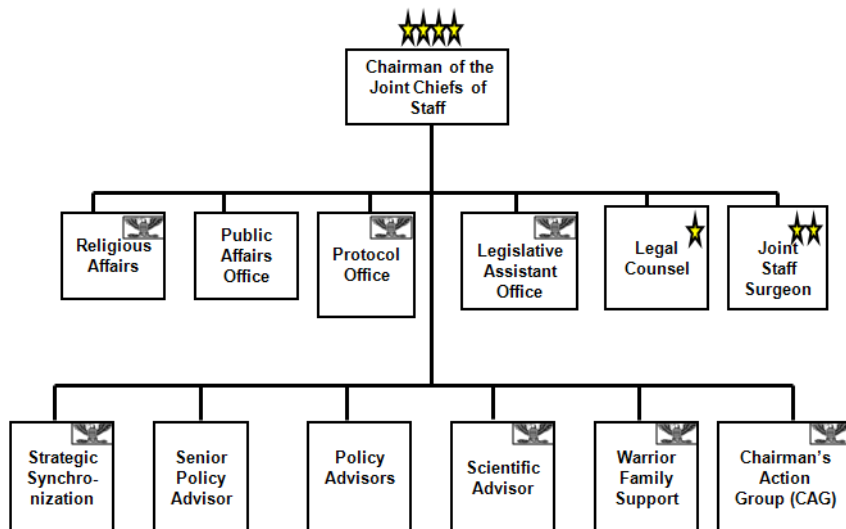 Chairman of the
Joint Chiefs of
Staff
Religious
Affairs
Public
Affairs
Office
Protocol
Office
Legislative
Assistant
Office
Legal
Counsel
Joint
Staff
Surgeon
Strategic
Synchro-
nization
Senior
Policy
Advisor
Policy
Advisors
Scientific
Advisor
Warrior
Family
Support
Chairman’s
Action
Group (CAG)